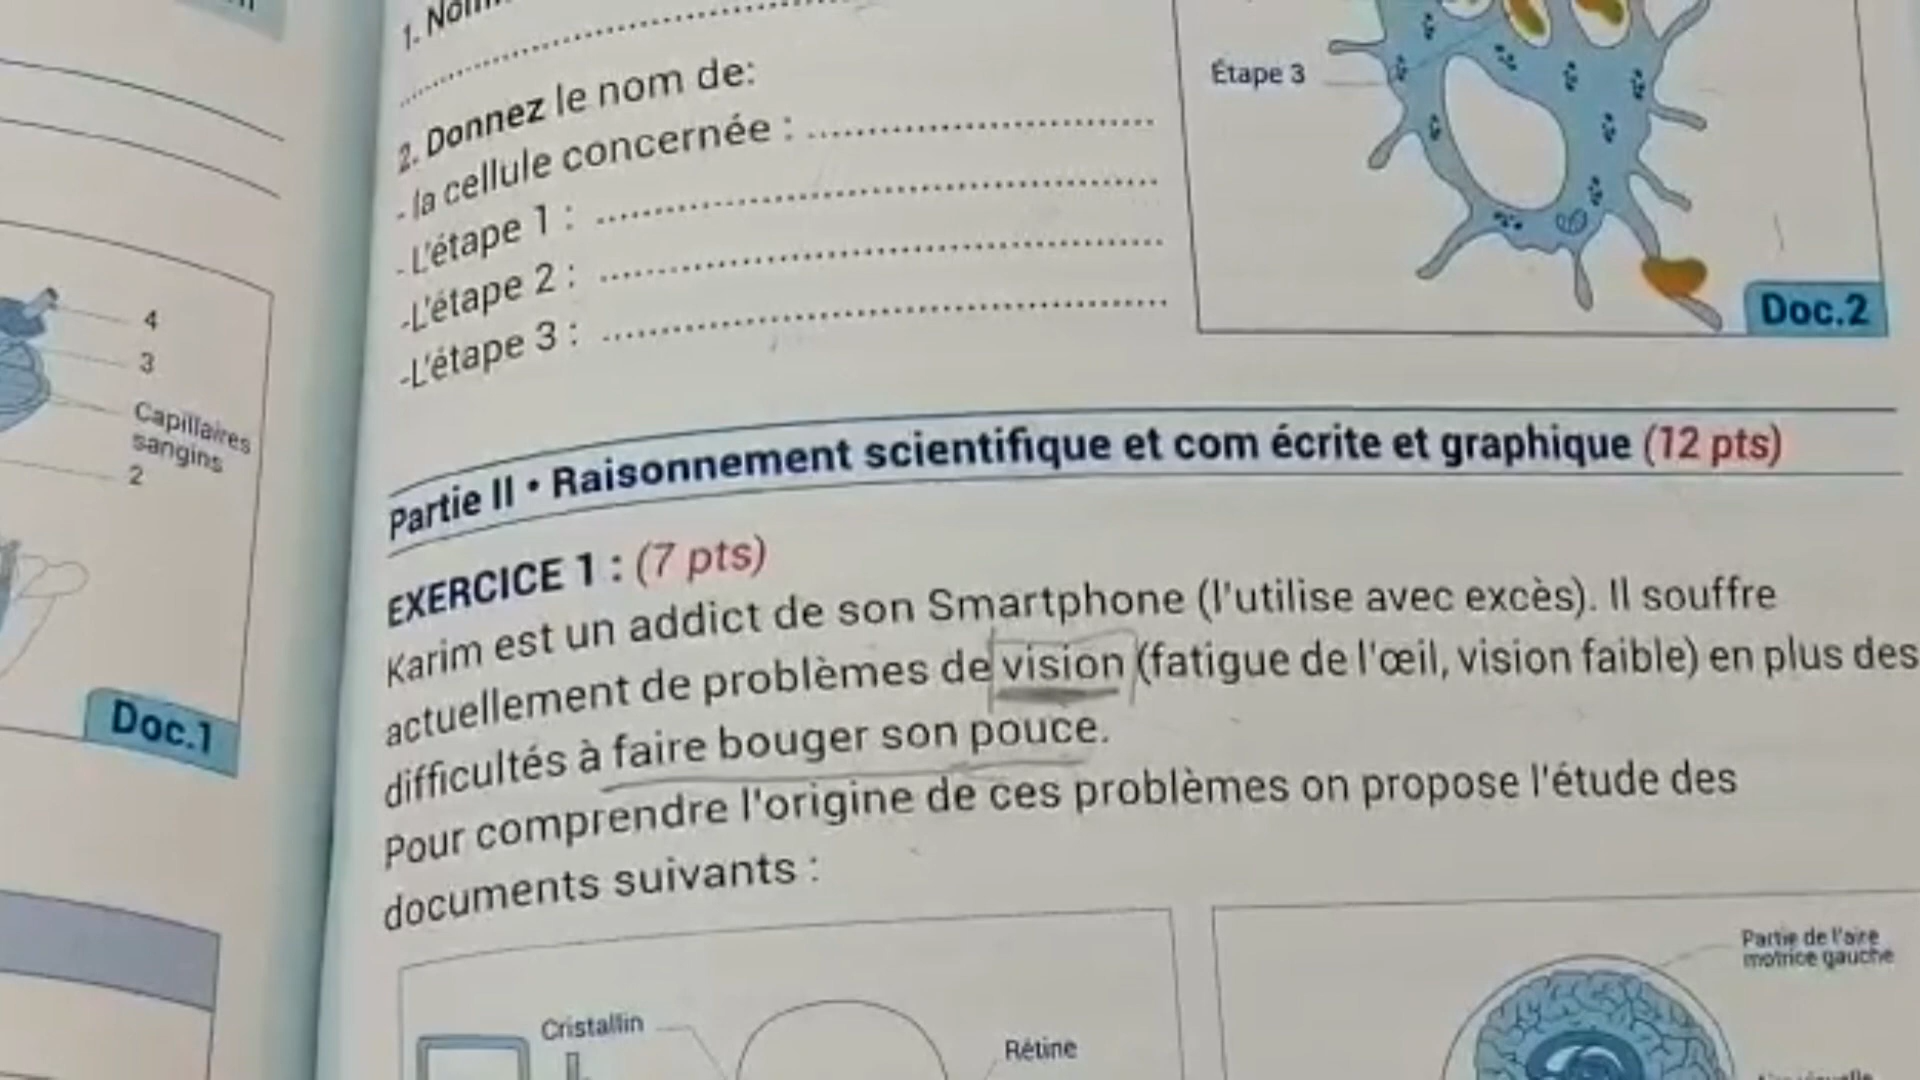 4
3
Capillaires
sangins
2
Doc.1
1.
2. Donnez le nom de:
- la cellule concernée :
- L'étape 1 :
-L'étape 2 :
-L'étape 3 :
Étape 3
Doc.2
Partie II • Raisonnement scientifique et com écrite et graphique (12 pts)
EXERCICE 1 : (7 pts)
Karim est un addict de son Smartphone (l'utilise avec excès). Il souffre
actuellement de problèmes de vision (fatigue de l'œil, vision faible) en plus des
difficultés à faire bouger son pouce.
Pour comprendre l'origine de ces problèmes on propose l'étude des
documents suivants :
Cristallin
Rétine
Partie de l'aire
motrice gauche